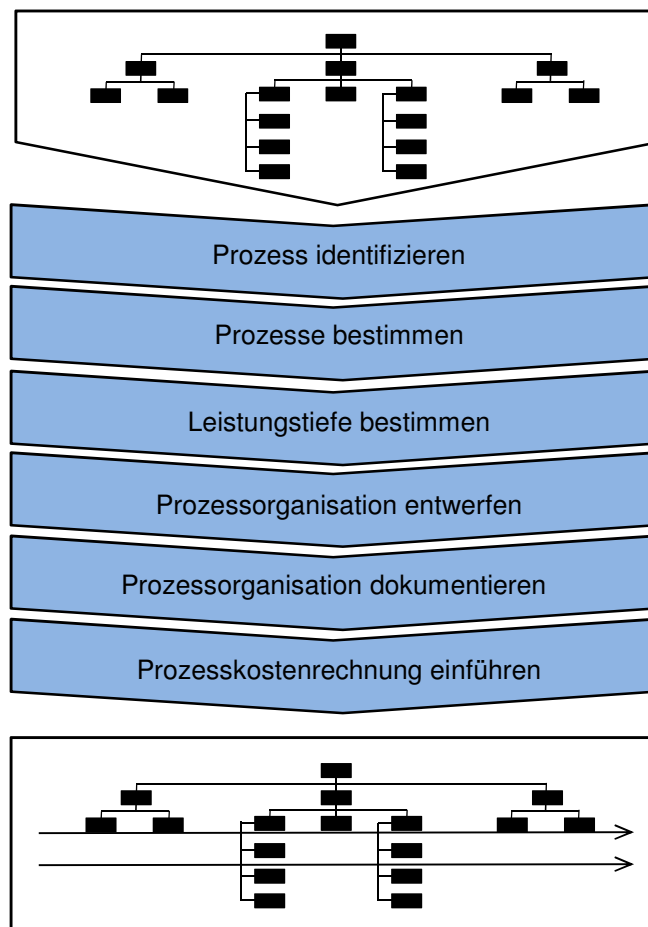 Prozess identifizieren
Prozesse bestimmen
Leistungstiefe bestimmen
Prozessorganisation entwerfen
Prozessorganisation dokumentieren
Prozesskostenrechnung einführen